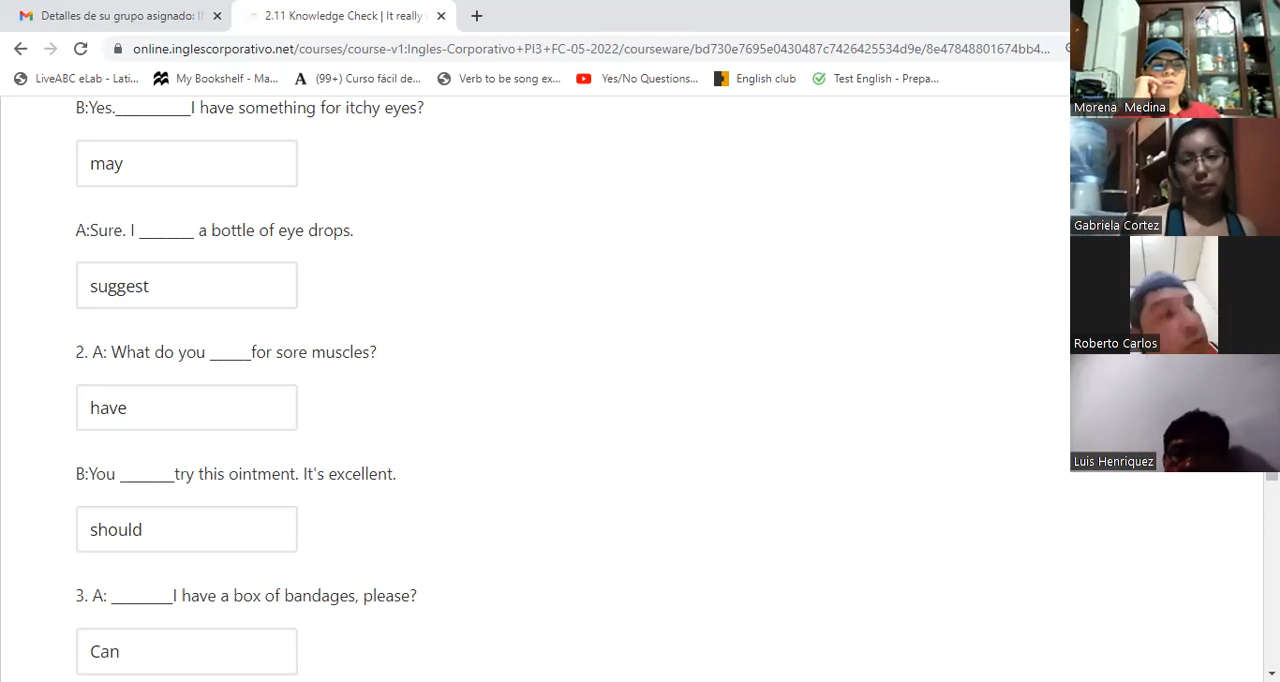 Detalles de su grupo asignado: I
2.11 Knowledge Check | It really
online.inglescorporativo.net/courses/course-v1:Ingles-Corporativo+PI3+FC-05-2022/courseware/bd730e7695e0430487c7426425534d9e/8e47848801674bb4...
LiveABC eLab - Lati... My Bookshelf - Ma... (99+) Curso fácil de... Verb to be song ex... Yes/No Questions... English club Test English - Prepa...
B:Yes.__________I have something for itchy eyes?
may
A:Sure. I _______ a bottle of eye drops.
suggest
2. A: What do you _____for sore muscles?
have
B:You _______try this ointment. It's excellent.
should
3. A: ________I have a box of bandages, please?
Can
Morena Medina
Gabriela Cortez
Roberto Carlos
Luis Henriquez